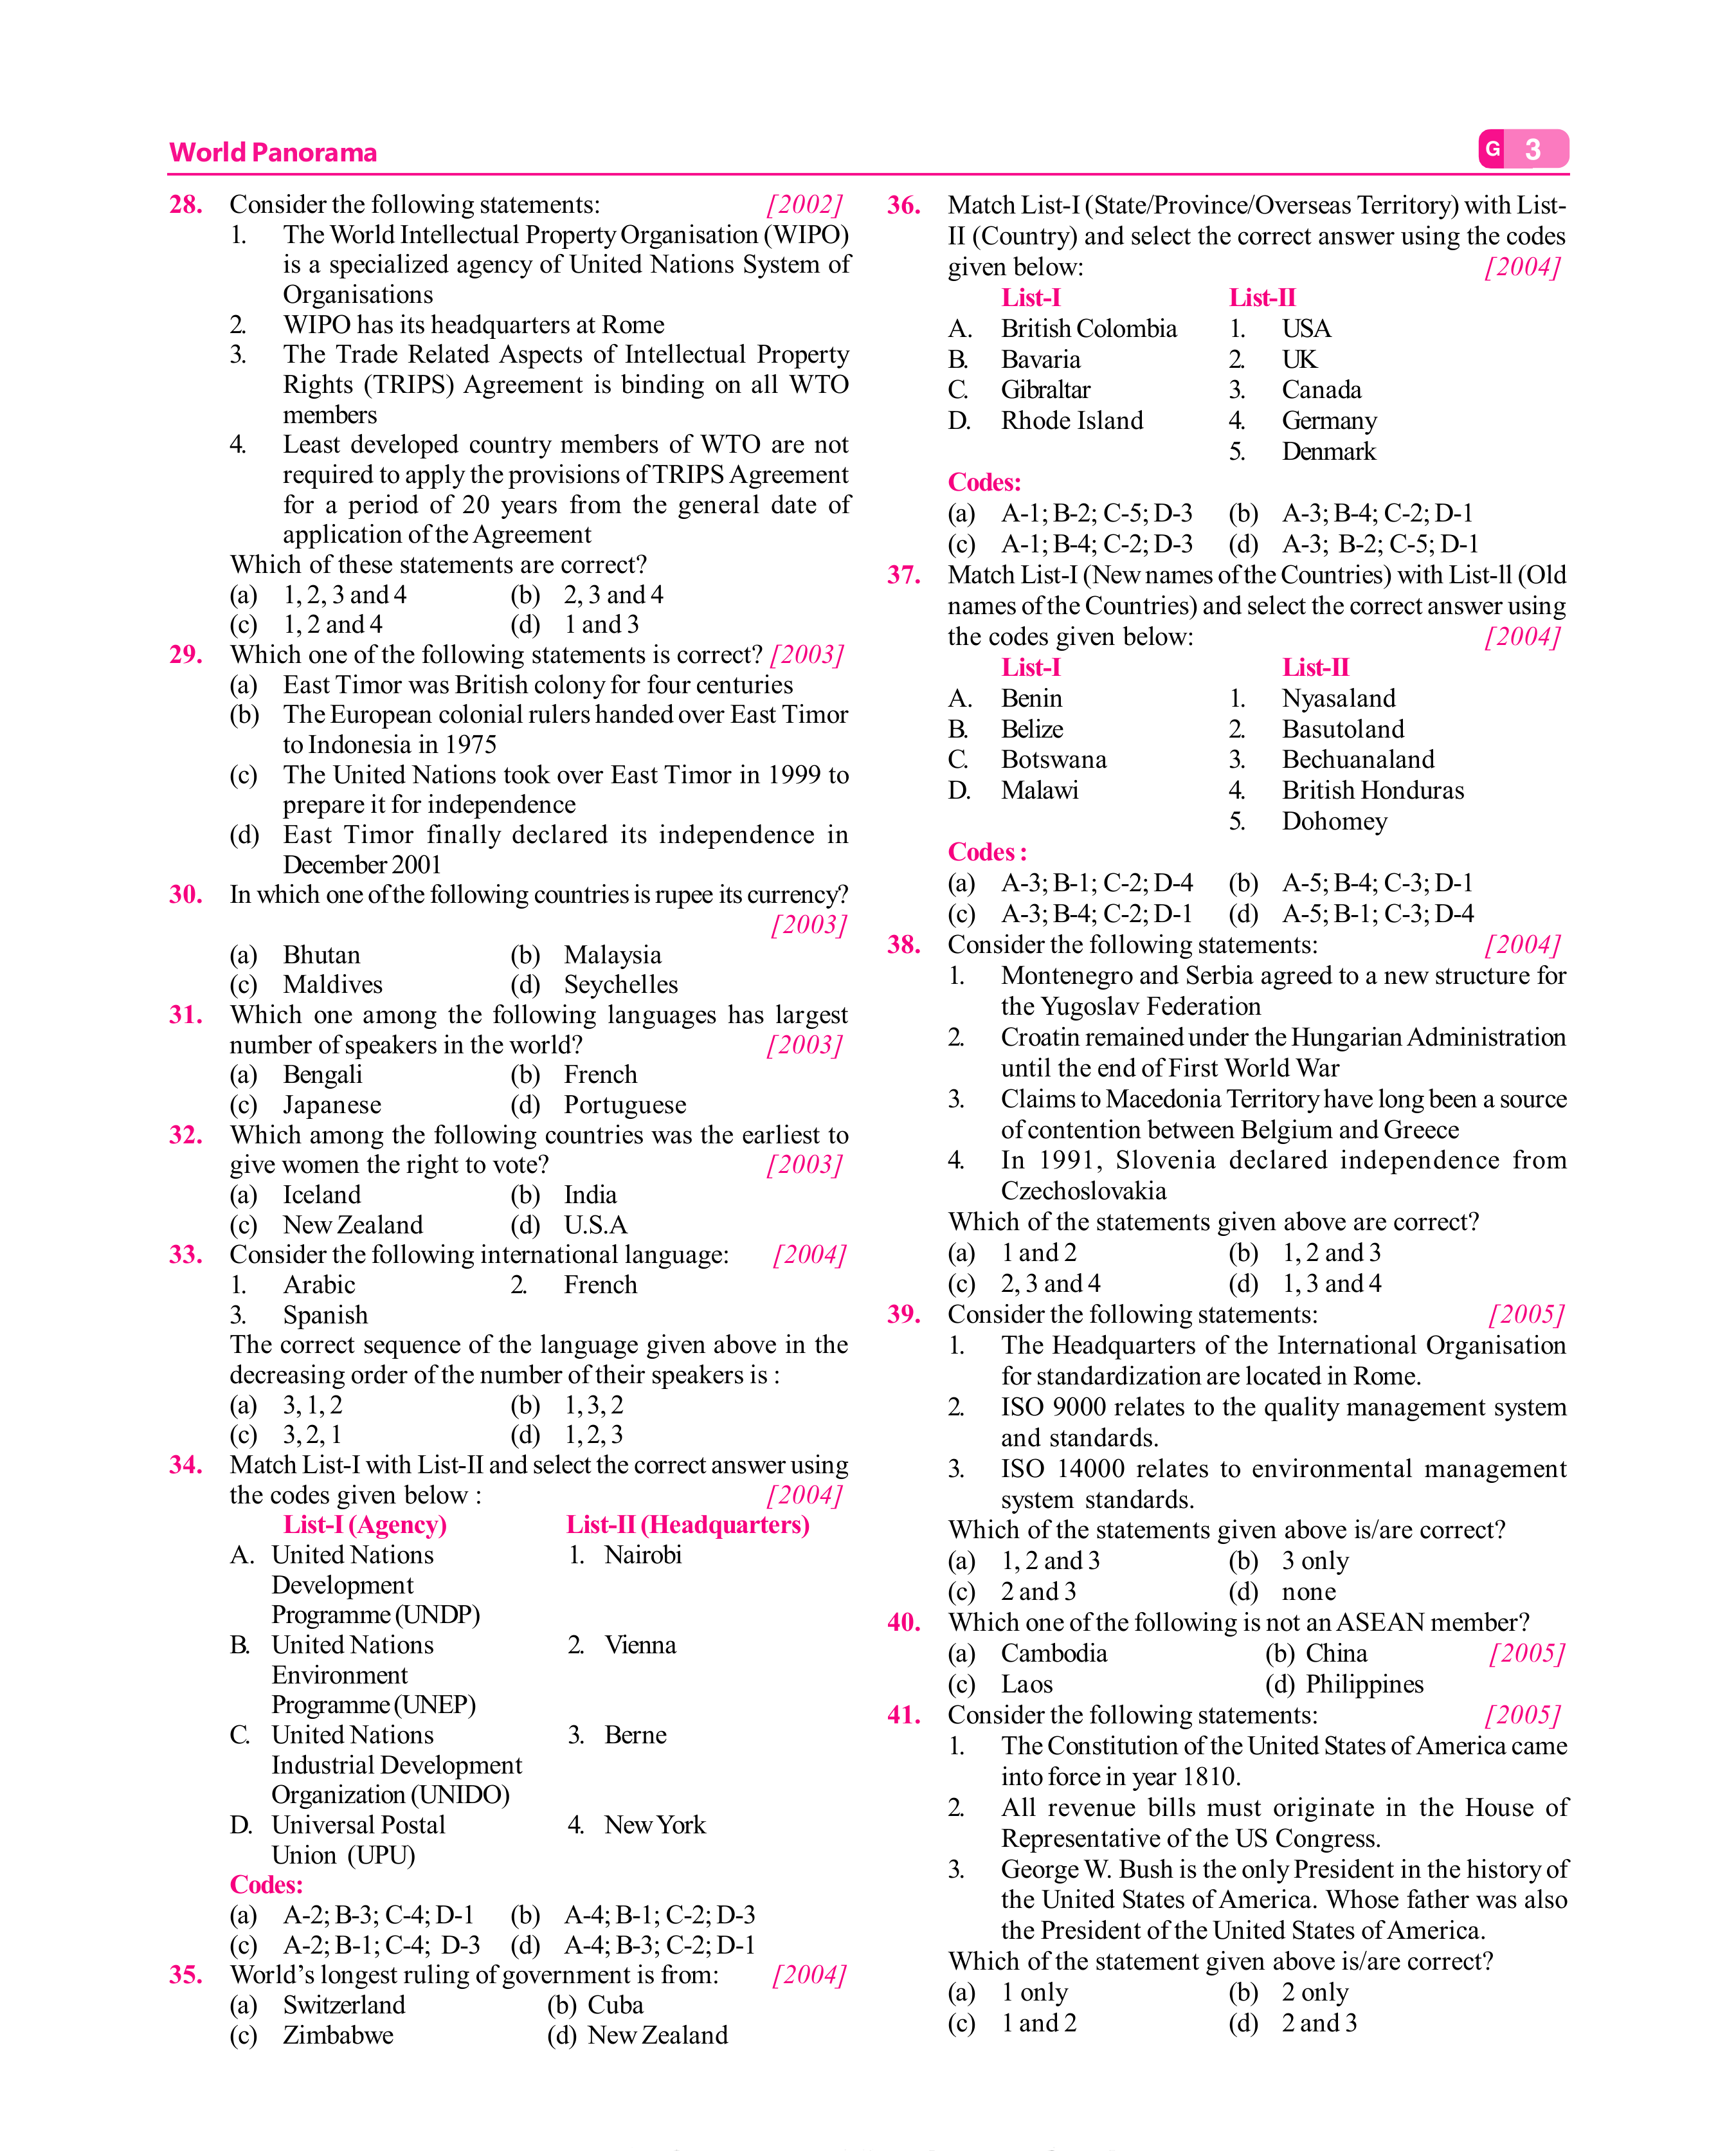 World Panorama
G 3
28. Consider the following statements: [2002]
1. The World Intellectual Property Organisation (WIPO)
is a specialized agency of United Nations System of
Organisations
2. WIPO has its headquarters at Rome
3. The Trade Related Aspects of Intellectual Property
Rights (TRIPS) Agreement is binding on all WTO
members
4. Least developed country members of WTO are not
required to apply the provisions of TRIPS Agreement
for a period of 20 years from the general date of
application of the Agreement
Which of these statements are correct?
(a) 1, 2, 3 and 4 (b) 2, 3 and 4
(c) 1, 2 and 4 (d) 1 and 3
29. Which one of the following statements is correct? [2003]
(a) East Timor was British colony for four centuries
(b) The European colonial rulers handed over East Timor
to Indonesia in 1975
(c) The United Nations took over East Timor in 1999 to
prepare it for independence
(d) East Timor finally declared its independence in
December 2001
30. In which one of the following countries is rupee its currency?
[2003]
(a) Bhutan (b) Malaysia
(c) Maldives (d) Seychelles
31. Which one among the following languages has largest
number of speakers in the world? [2003]
(a) Bengali (b) French
(c) Japanese (d) Portuguese
32. Which among the following countries was the earliest to
give women the right to vote? [2003]
(a) Iceland (b) India
(c) New Zealand (d) U.S.A
33. Consider the following international language: [2004]
1. Arabic 2. French
3. Spanish
The correct sequence of the language given above in the
decreasing order of the number of their speakers is :
(a) 3, 1, 2 (b) 1, 3, 2
(c) 3, 2, 1 (d) 1, 2, 3
34. Match List-I with List-II and select the correct answer using
the codes given below : [2004]
List-I (Agency) List-II (Headquarters)
A. United Nations 1. Nairobi
Development
Programme (UNDP)
B. United Nations 2. Vienna
Environment
Programme (UNEP)
C. United Nations 3. Berne
Industrial Development
Organization (UNIDO)
D. Universal Postal 4. New York
Union (UPU)
Codes:
(a) A-2; B-3; C-4; D-1 (b) A-4; B-1; C-2; D-3
(c) A-2; B-1; C-4; D-3 (d) A-4; B-3; C-2; D-1
35. World's longest ruling of government is from: [2004]
(a) Switzerland (b) Cuba
(c) Zimbabwe (d) New Zealand
36. Match List-I (State/Province/Overseas Territory) with List-
II (Country) and select the correct answer using the codes
given below: [2004]
List-I List-II
A. British Colombia 1. USA
B. Bavaria 2. UK
C. Gibraltar 3. Canada
D. Rhode Island 4. Germany
5. Denmark
Codes:
(a) A-1; B-2; C-5; D-3 (b) A-3; B-4; C-2; D-1
(c) A-1; B-4; C-2; D-3 (d) A-3; B-2; C-5; D-1
37. Match List-I (New names of the Countries) with List-ll (Old
names of the Countries) and select the correct answer using
the codes given below: [2004]
List-I List-II
A. Benin 1. Nyasaland
B. Belize 2. Basutoland
C. Botswana 3. Bechuanaland
D. Malawi 4. British Honduras
5. Dohomey
Codes :
(a) A-3; B-1; C-2; D-4 (b) A-5; B-4; C-3; D-1
(c) A-3; B-4; C-2; D-1 (d) A-5; B-1; C-3; D-4
38. Consider the following statements: [2004]
1. Montenegro and Serbia agreed to a new structure for
the Yugoslav Federation
2. Croatin remained under the Hungarian Administration
until the end of First World War
3. Claims to Macedonia Territory have long been a source
of contention between Belgium and Greece
4. In 1991, Slovenia declared independence from
Czechoslovakia
Which of the statements given above are correct?
(a) 1 and 2 (b) 1, 2 and 3
(c) 2, 3 and 4 (d) 1, 3 and 4
39. Consider the following statements: [2005]
1. The Headquarters of the International Organisation
for standardization are located in Rome.
2. ISO 9000 relates to the quality management system
and standards.
3. ISO 14000 relates to environmental management
system standards.
Which of the statements given above is/are correct?
(a) 1, 2 and 3 (b) 3 only
(c) 2 and 3 (d) none
40. Which one of the following is not an ASEAN member?
(a) Cambodia (b) China [2005]
(c) Laos (d) Philippines
41. Consider the following statements: [2005]
1. The Constitution of the United States of America came
into force in year 1810.
2. All revenue bills must originate in the House of
Representative of the US Congress.
3. George W. Bush is the only President in the history of
the United States of America. Whose father was also
the President of the United States of America.
Which of the statement given above is/are correct?
(a) 1 only (b) 2 only
(c) 1 and 2 (d) 2 and 3